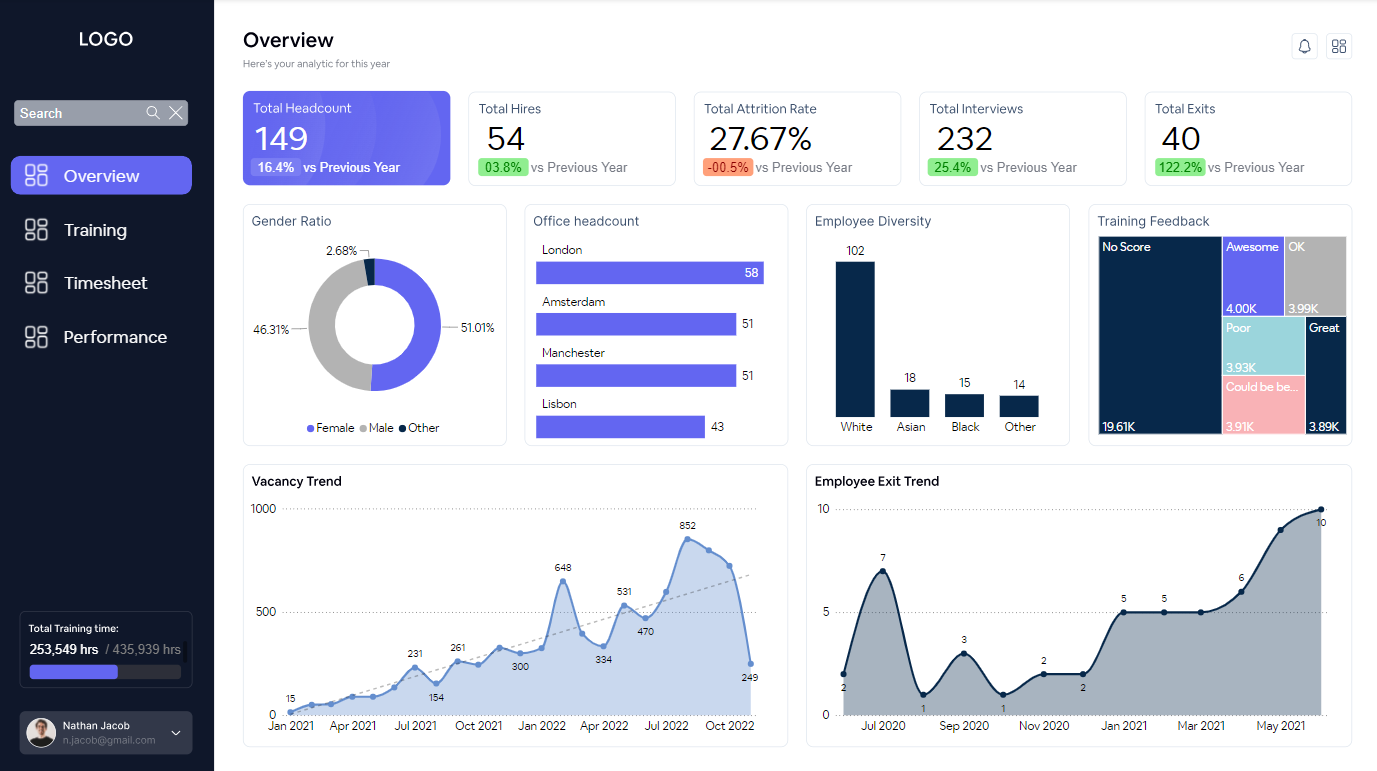 LOGO
Search
Overview
Training
Timesheet
Performance
Total Training time:
253,549 hrs / 435,939 hrs
Nathan Jacob
n.jacob@gmail.com
Overview
Here's your analytic for this year
Total Headcount
149
16.4% vs Previous Year
Total Hires
54
03.8% vs Previous Year
Total Attrition Rate
27.67%
-00.5% vs Previous Year
Total Interviews
232
25.4% vs Previous Year
Total Exits
40
122.2% vs Previous Year
Gender Ratio
2.68%
46.31%
51.01%
Female Male Other
Office headcount
London
58
Amsterdam
51
Manchester
51
Lisbon
43
Employee Diversity
102
18
15
14
White Asian Black Other
Training Feedback
No Score
19.61K
Awesome
4.00K
OK
3.99K
Poor
3.93K
Could be be...
3.91K
Great
3.89K
Vacancy Trend
1000
500
0
15
231
154
261
300
648
334
531
470
852
249
Jan 2021 Apr 2021 Jul 2021 Oct 2021 Jan 2022 Apr 2022 Jul 2022 Oct 2022
Employee Exit Trend
10
5
0
2
7
1
3
1
2
2
5
5
6
10
Jul 2020 Sep 2020 Nov 2020 Jan 2021 Mar 2021 May 2021